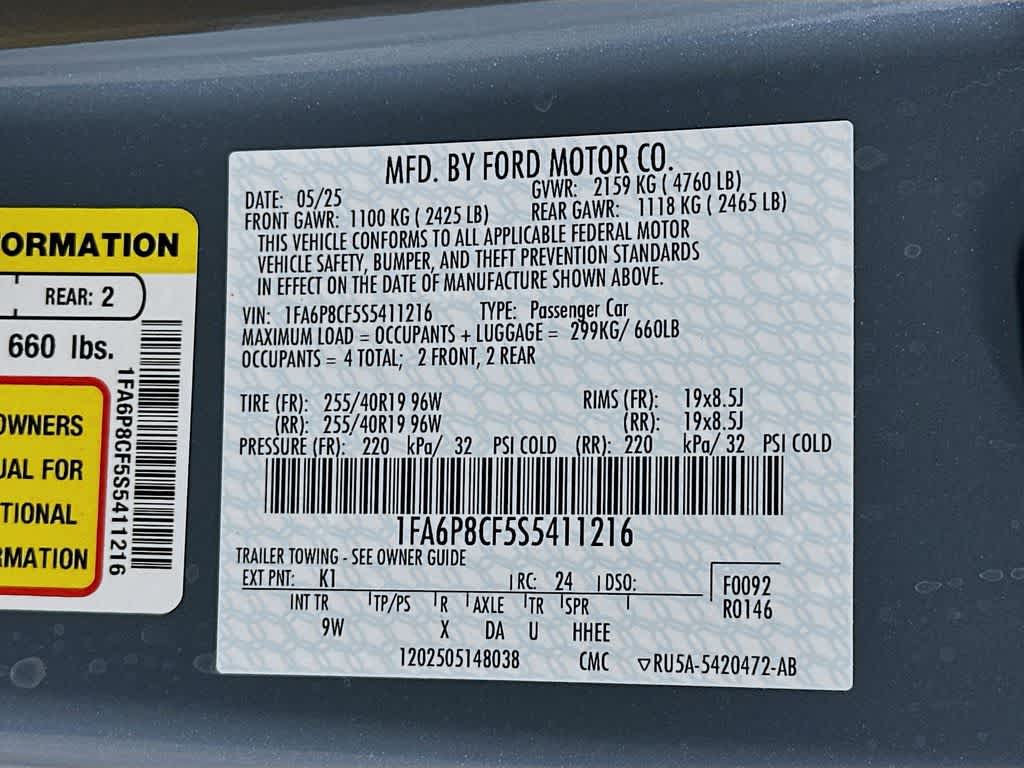 MFD. BY FORD MOTOR CO.
DATE: 05/25 GVWR: 2159 KG ( 4760 LB)
FRONT GAWR: 1100 KG ( 2425 LB) REAR GAWR: 1118 KG ( 2465 LB)
THIS VEHICLE CONFORMS TO ALL APPLICABLE FEDERAL MOTOR
VEHICLE SAFETY, BUMPER, AND THEFT PREVENTION STANDARDS
IN EFFECT ON THE DATE OF MANUFACTURE SHOWN ABOVE.
VIN: 1FA6P8CF5S5411216 TYPE: Passenger Car
MAXIMUM LOAD = OCCUPANTS + LUGGAGE = 299KG/ 660LB
OCCUPANTS = 4 TOTAL; 2 FRONT, 2 REAR
TIRE (FR): 255/40R19 96W RIMS (FR): 19x8.5J
(RR): 255/40R19 96W (RR): 19x8.5J
PRESSURE (FR): 220 kPa/ 32 PSI COLD (RR): 220 kPa/ 32 PSI COLD
1FA6P8CF5S5411216
TRAILER TOWING - SEE OWNER GUIDE
EXT PNT: K1 RC: 24 DSO: F0092
R0146
INT TR TP/PS R AXLE TR SPR
9W X DA U HHEE
1202505148038 CMC ▽RU5A-5420472-AB
FORMATION
REAR: 2
660 lbs.
OWNERS
UAL FOR
TIONAL
RMATION
1FA6P8CF5S5411216